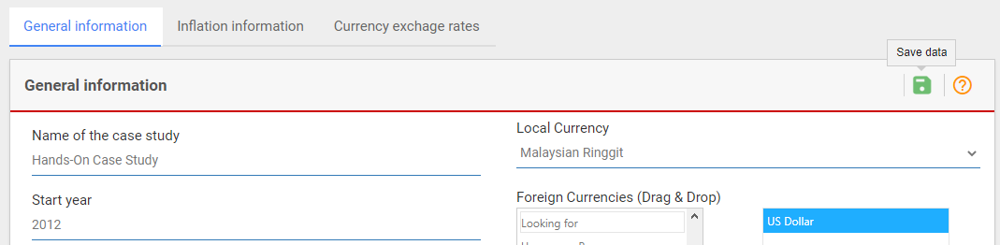 General information
Inflation information
Currency exchage rates
Save data
General information
Name of the case study
Hands-On Case Study
Start year
2012
Local Currency
Malaysian Ringgit
Foreign Currencies (Drag & Drop)
Looking for
US Dollar